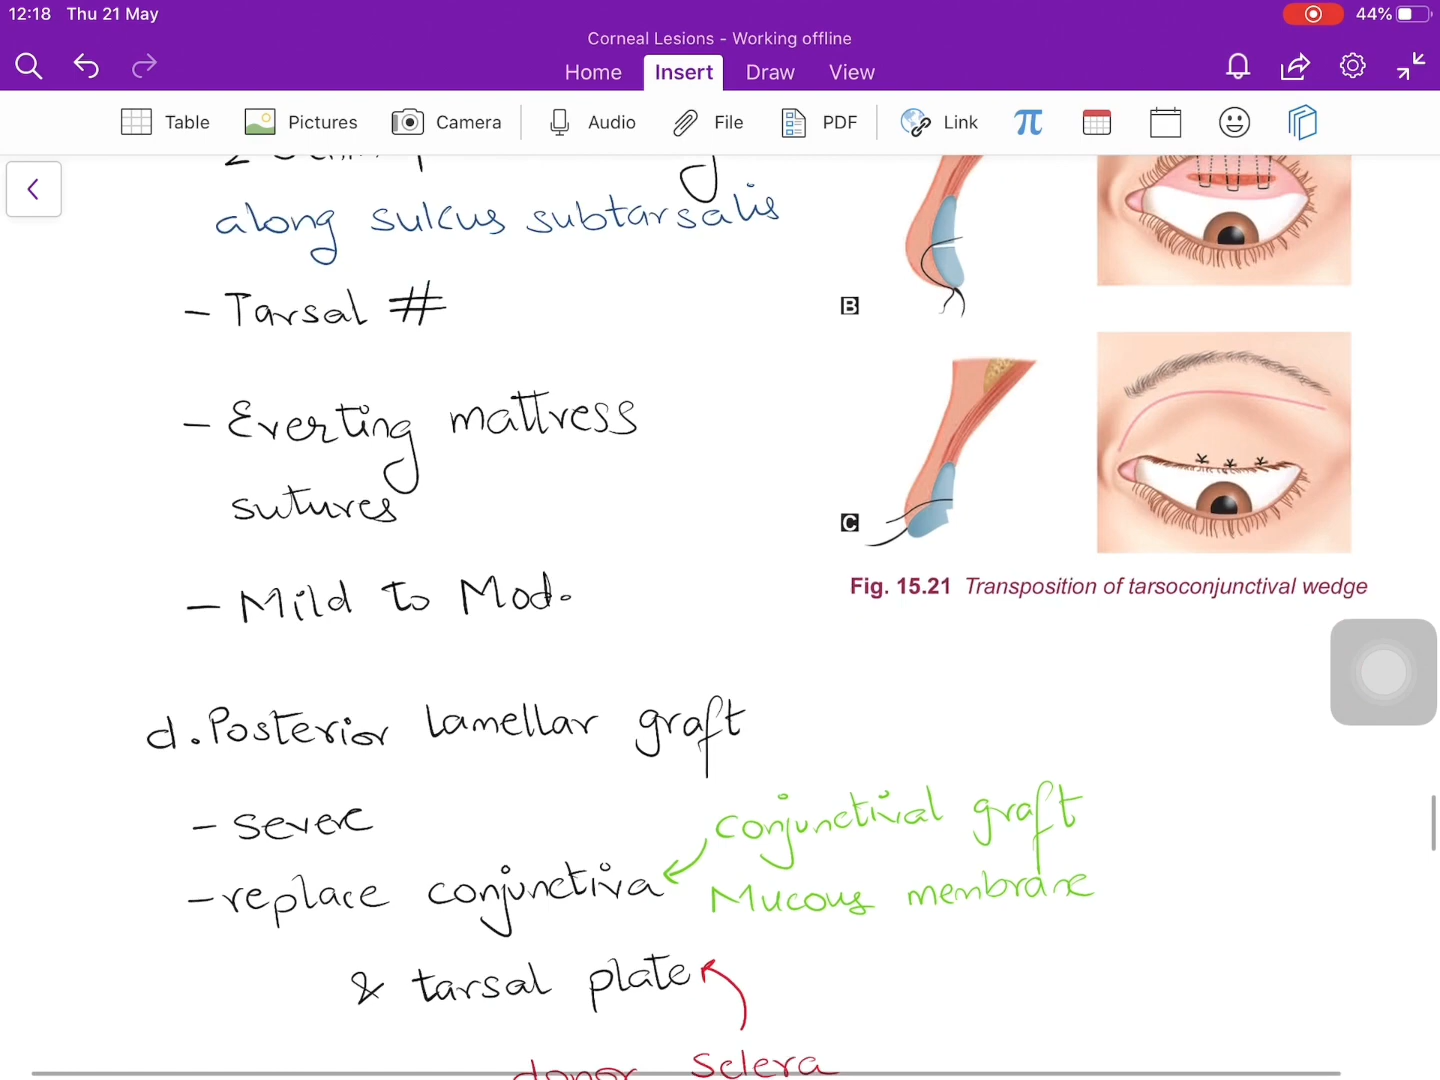 12:18 Thu 21 May
44%
Corneal Lesions - Working offline
Home Insert Draw View
Table Pictures Camera Audio File PDF Link
along sulcus subtarsalis
- Tarsal #
B
- Everting mattress
sutures
C
Fig. 15.21 Transposition of tarsoconjunctival wedge
- Mild to Mod.
d. Posterior lamellar graft
- severe
conjunctival graft
- replace conjunctiva
Mucous membrane
& tarsal plate
donor Sclera